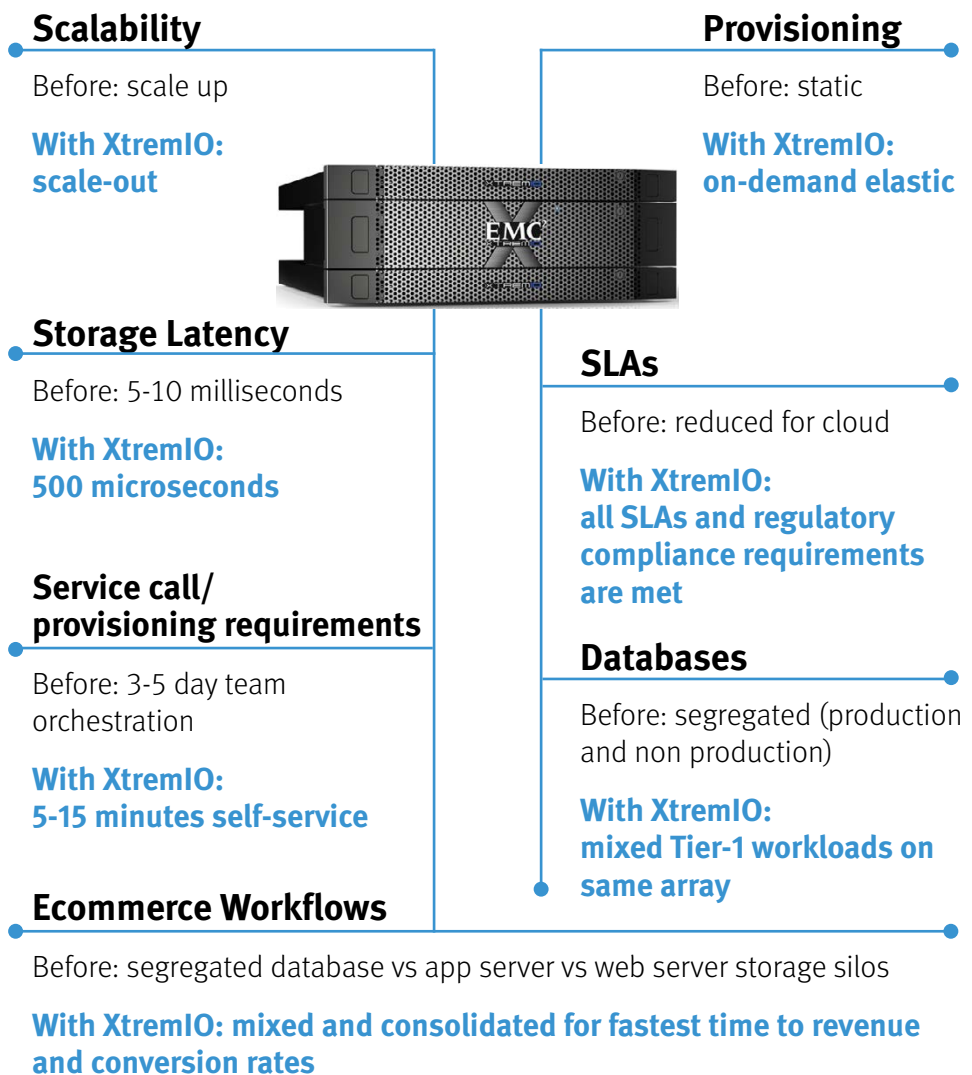 Scalability
Before: scale up
With XtremIO:
scale-out
Provisioning
Before: static
With XtremIO:
on-demand elastic
XTREMIO
EMC
XTREMIO
XTREMIO
Storage Latency
Before: 5-10 milliseconds
With XtremIO:
500 microseconds
SLAs
Before: reduced for cloud
With XtremIO:
all SLAs and regulatory
compliance requirements
are met
Service call/
provisioning requirements
Before: 3-5 day team
orchestration
With XtremIO:
5-15 minutes self-service
Databases
Before: segregated (production
and non production)
With XtremIO:
mixed Tier-1 workloads on
same array
Ecommerce Workflows
Before: segregated database vs app server vs web server storage silos
With XtremIO: mixed and consolidated for fastest time to revenue
and conversion rates